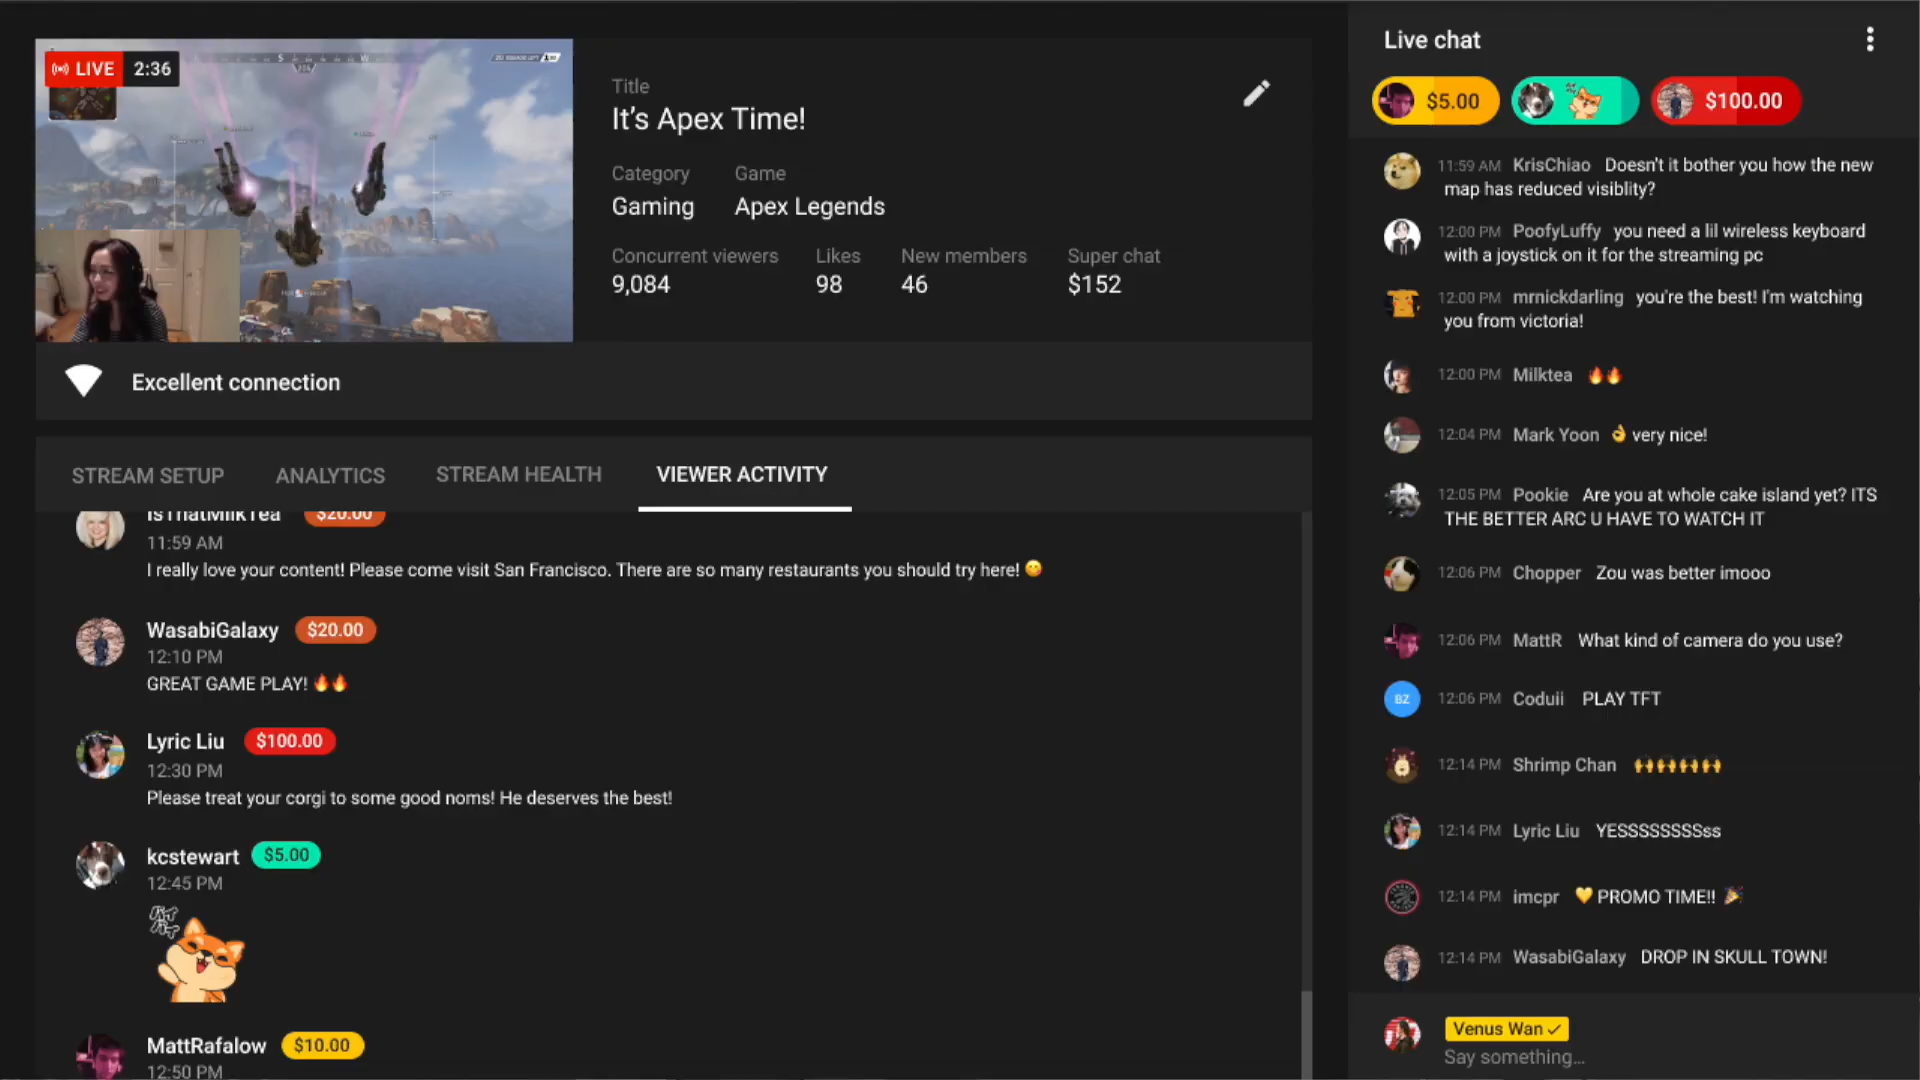 LIVE 2:36
S
W
Title
It’s Apex Time!
Category Game
Gaming Apex Legends
Concurrent viewers Likes New members Super chat
9,084 98 46 $152
Excellent connection
STREAM SETUP ANALYTICS STREAM HEALTH VIEWER ACTIVITY
IsThatMilkTea $20.00
11:59 AM
I really love your content! Please come visit San Francisco. There are so many restaurants you should try here! 😋
WasabiGalaxy $20.00
12:10 PM
GREAT GAME PLAY! 🔥🔥
Lyric Liu $100.00
12:30 PM
Please treat your corgi to some good noms! He deserves the best!
kcstewart $5.00
12:45 PM
バイ
バイ
MattRafalow $10.00
12:50 PM
Live chat
$5.00 $100.00
11:59 AM KrisChiao Doesn't it bother you how the new
map has reduced visiblity?
12:00 PM PoofyLuffy you need a lil wireless keyboard
with a joystick on it for the streaming pc
12:00 PM mrnickdarling you're the best! I'm watching
you from victoria!
12:00 PM Milktea 🔥🔥
12:04 PM Mark Yoon 👌 very nice!
12:05 PM Pookie Are you at whole cake island yet? ITS
THE BETTER ARC U HAVE TO WATCH IT
12:06 PM Chopper Zou was better imooo
12:06 PM MattR What kind of camera do you use?
BZ 12:06 PM Coduii PLAY TFT
12:14 PM Shrimp Chan 🙌🙌🙌🙌
12:14 PM Lyric Liu YESSSSSSSSss
12:14 PM imcpr 💛 PROMO TIME!! 🎉
12:14 PM WasabiGalaxy DROP IN SKULL TOWN!
Venus Wan ✓
Say something...